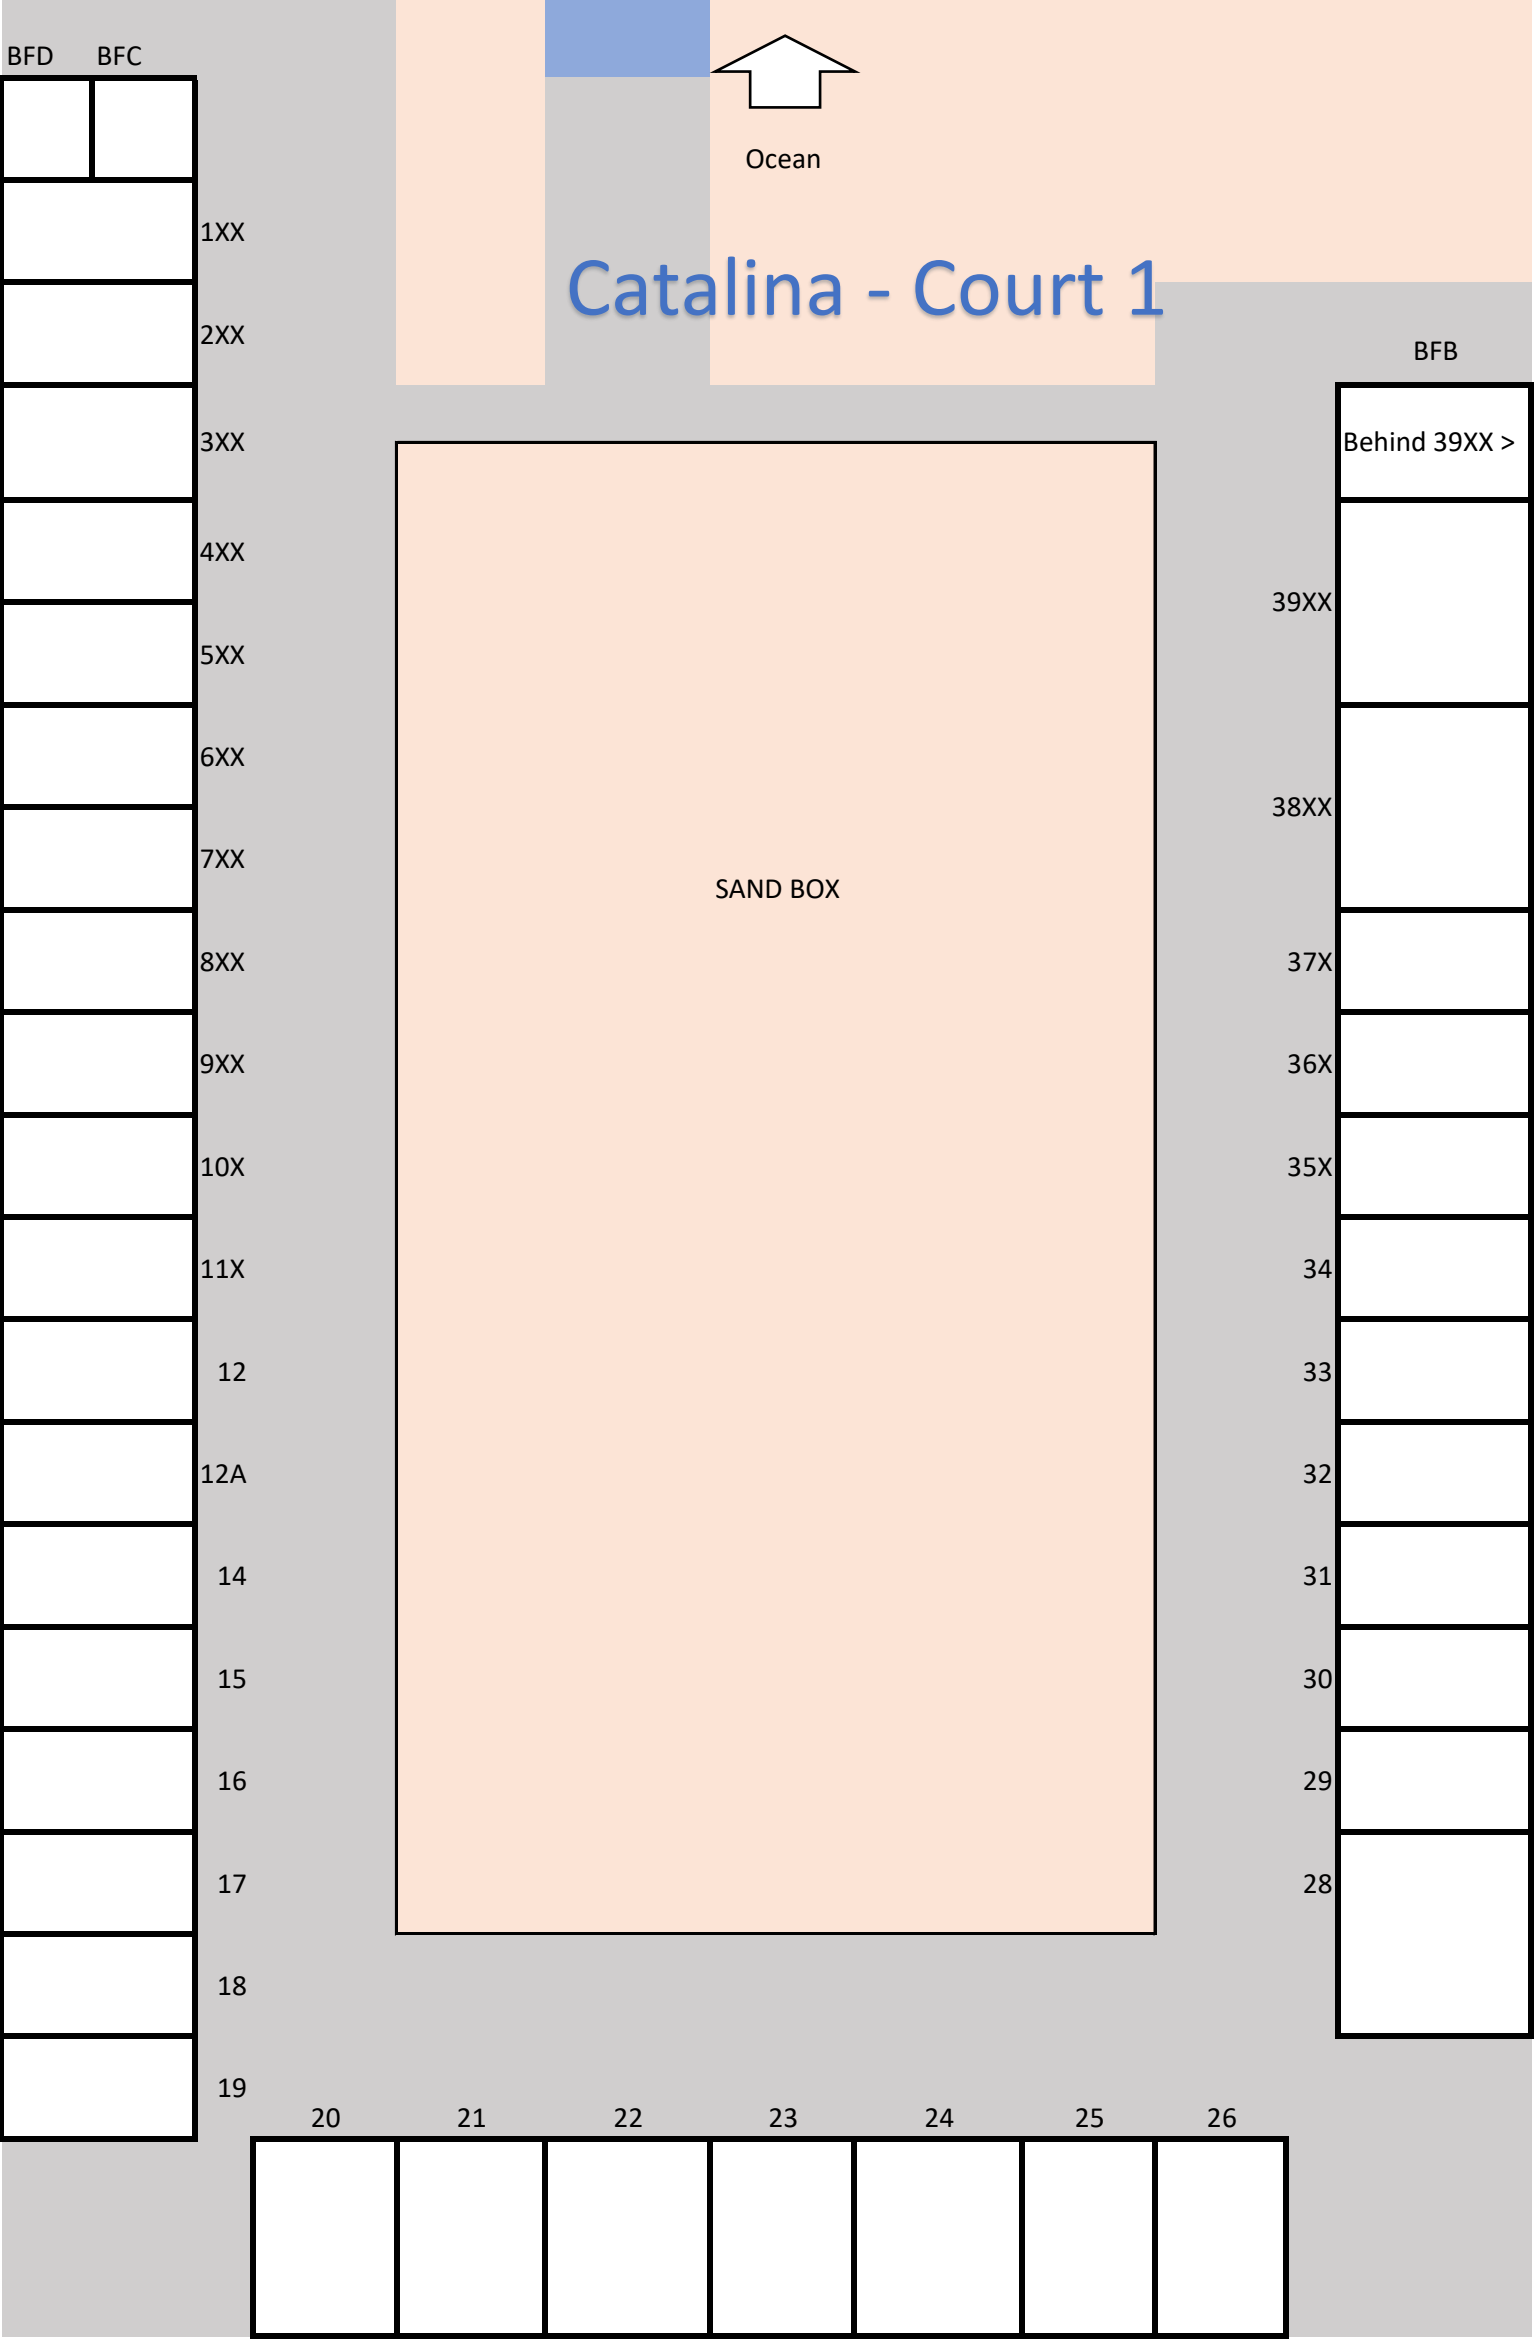 BFD BFC
Ocean
1XX
Catalina - Court 1
2XX
BFB
3XX
Behind 39XX >
4XX
39XX
5XX
6XX
38XX
7XX
SAND BOX
8XX
37X
9XX
36X
10X
35X
11X
34
12
33
12A
32
14
31
15
30
16
29
17
28
18
19
20 21 22 23 24 25 26